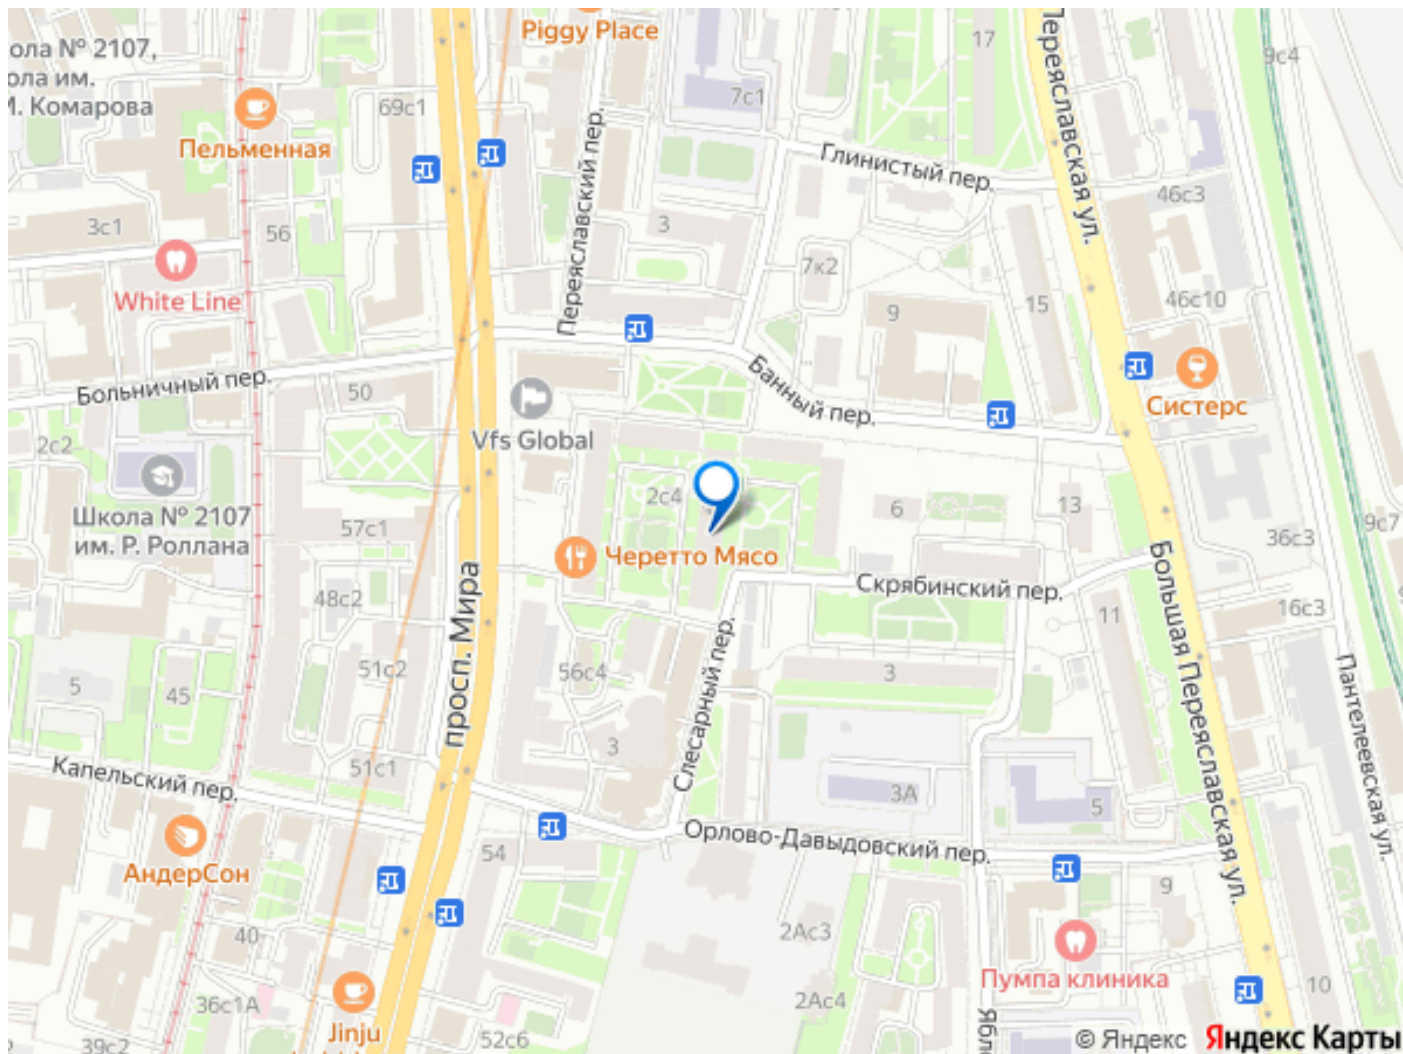 Piggy Place
ола № 2107,
ола им.
И. Комарова
69с1
7с1
17
9с4
Переяславская ул.
Пельменная
Переяславский пер.
Глинистый пер.
46с3
3с1
56
3
7к2
White Line
46с10
9
15
Больничный пер.
50
Банный пер.
Систерс
Vfs Global
2с2
2с4
6
13
Школа № 2107
им. Р. Роллана
57с1
36с3
9с7
Черетто Мясо
просп. Мира
Скрябинский пер.
48с2
11
16с3
Большая Переяславская ул.
51с2
56с4
3
5
45
Слесарный пер.
Пантелеевская ул.
3
51с1
Капельский пер.
3А
5
Орлово-Давыдовский пер.
54
АндерСон
9
40
2Ас3
Пумпа клиника
36с1А
2Ас4
10
Jinju
39с2
52с6
Ябло
© Яндекс Яндекс Карты